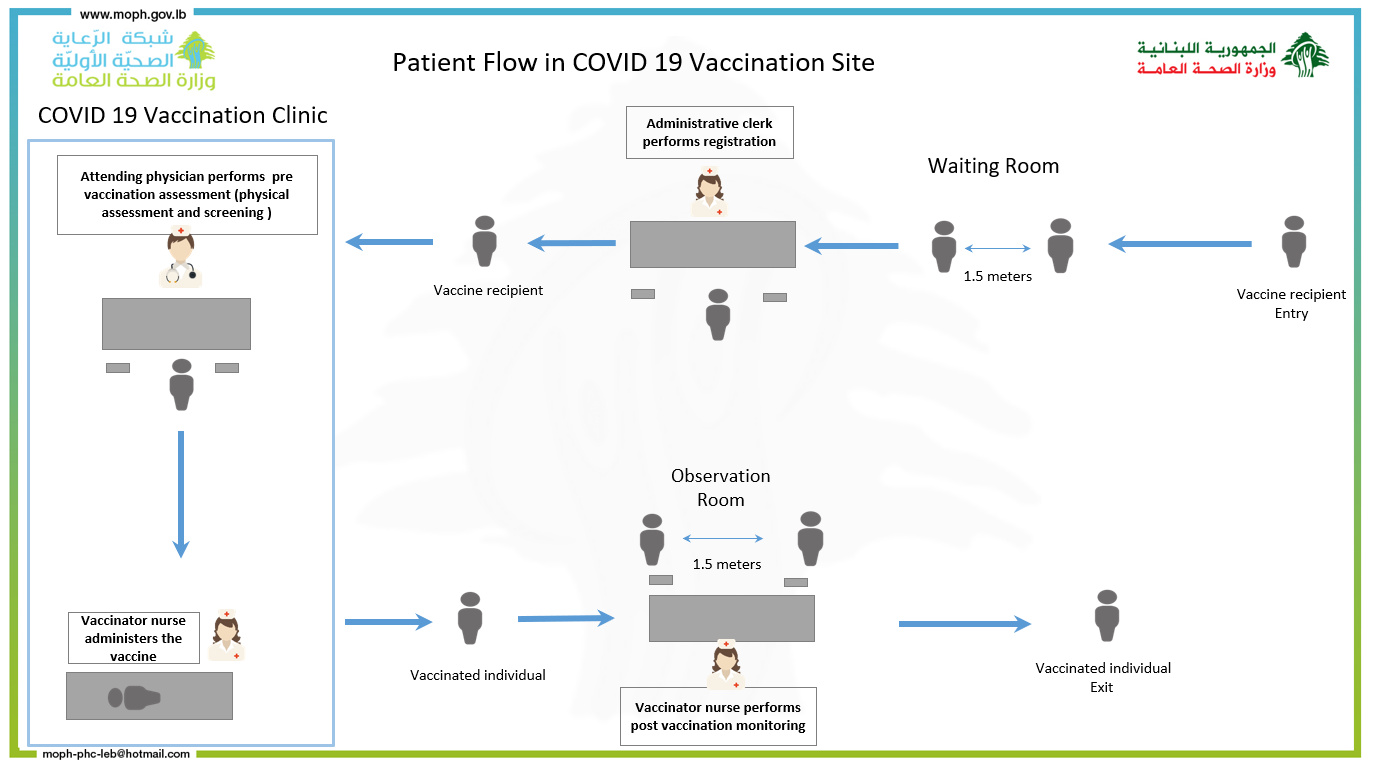 www.moph.gov.lb
شبكة الرّعاية
الصحيّة الأوليّة
وزارة الصحة العامة
Patient Flow in COVID 19 Vaccination Site
الجمهورية اللبنانية
وزارة الصحة العامة
COVID 19 Vaccination Clinic
Attending physician performs pre
vaccination assessment (physical
assessment and screening )
Administrative clerk
performs registration
Waiting Room
Vaccine recipient
1.5 meters
Vaccine recipient
Entry
Observation
Room
1.5 meters
Vaccinator nurse
administers the
vaccine
Vaccinated individual
Vaccinator nurse performs
post vaccination monitoring
Vaccinated individual
Exit
moph-phc-leb@hotmail.com